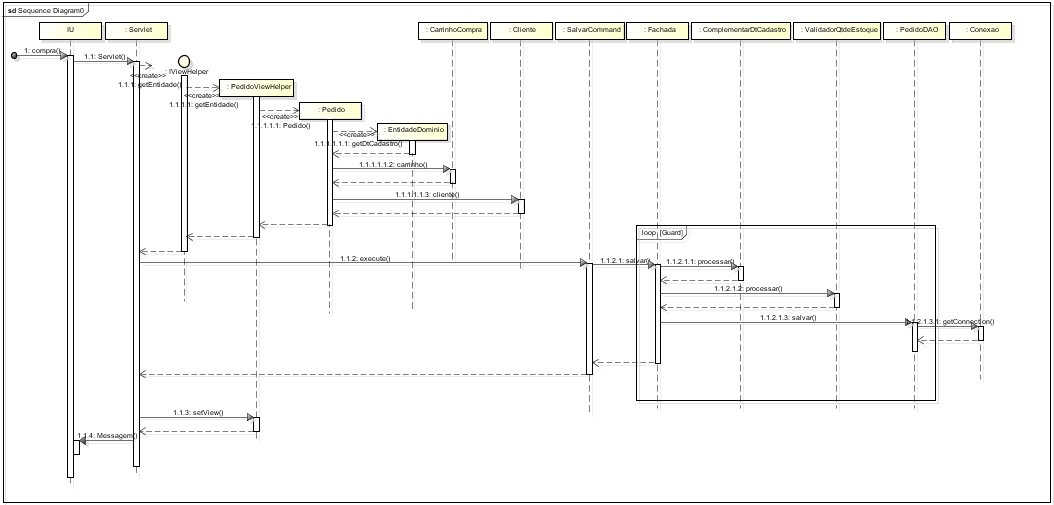 sd Sequence Diagram0
IU
: Servlet
: CarrinhoCompra
: Cliente
: SalvarCommand
: Fachada
: ComplementarDtCadastro
: ValidadorQtdeEstoque
: PedidoDAO
: Conexao
1: compra()
1.1: Servlet()
<<create>>
: IViewHelper
1.1.1: getEntidade()
: PedidoViewHelper
<<create>>
1.1.1.1: getEntidade()
: Pedido
<<create>>
1.1.1.1.1: Pedido()
: EntidadeDominio
<<create>>
1.1.1.1.1.1: getDtCadastro()
1.1.1.1.1.2: carrinho()
1.1.1.1.1.3: cliente()
loop [Guard]
1.1.2: execute()
1.1.2.1: salvar()
1.1.2.1.1: processar()
1.1.2.1.2: processar()
1.1.2.1.3: salvar()
1.1.2.1.3.1: getConnection()
1.1.3: setView()
1.1.4: Messagem()